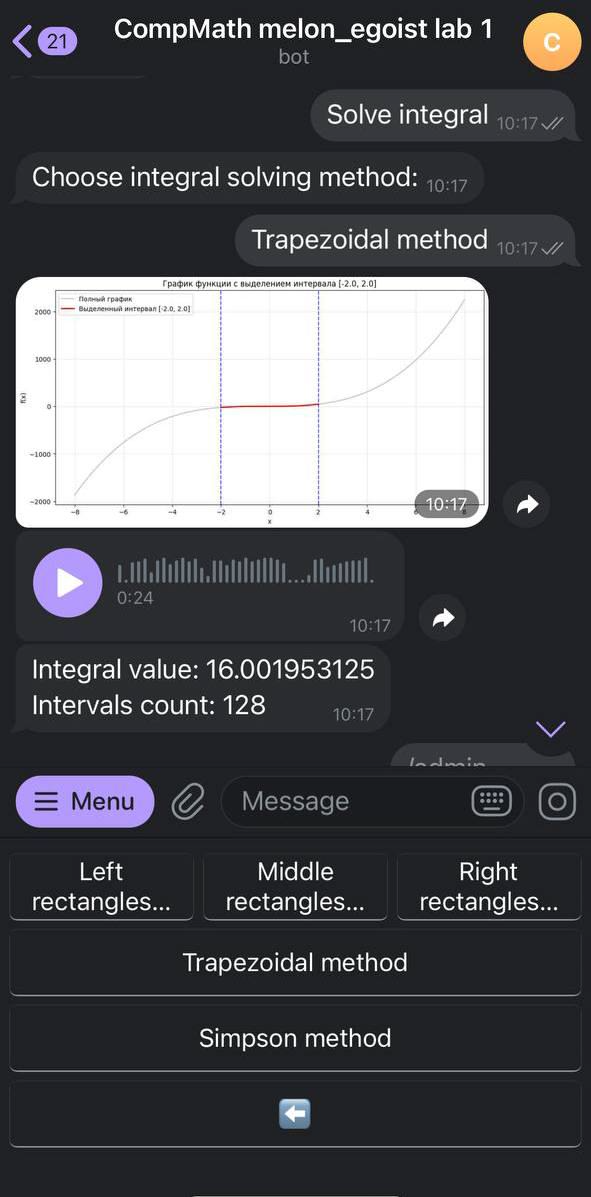 21
CompMath melon_egoist lab 1
C
bot
Solve integral 10:17
Choose integral solving method: 10:17
Trapezoidal method 10:17
График функции с выделением интервала [-2.0, 2.0]
Полный график
Выделенный интервал [-2.0, 2.0]
2000
1000
0
−1000
−2000
f(x)
−8 −6 −4 −2 0 2 4 6 8
x
10:17
0:24
10:17
Integral value: 16.001953125
Intervals count: 128 10:17
/admin
Menu
Message
Left rectangles...
Middle rectangles...
Right rectangles...
Trapezoidal method
Simpson method